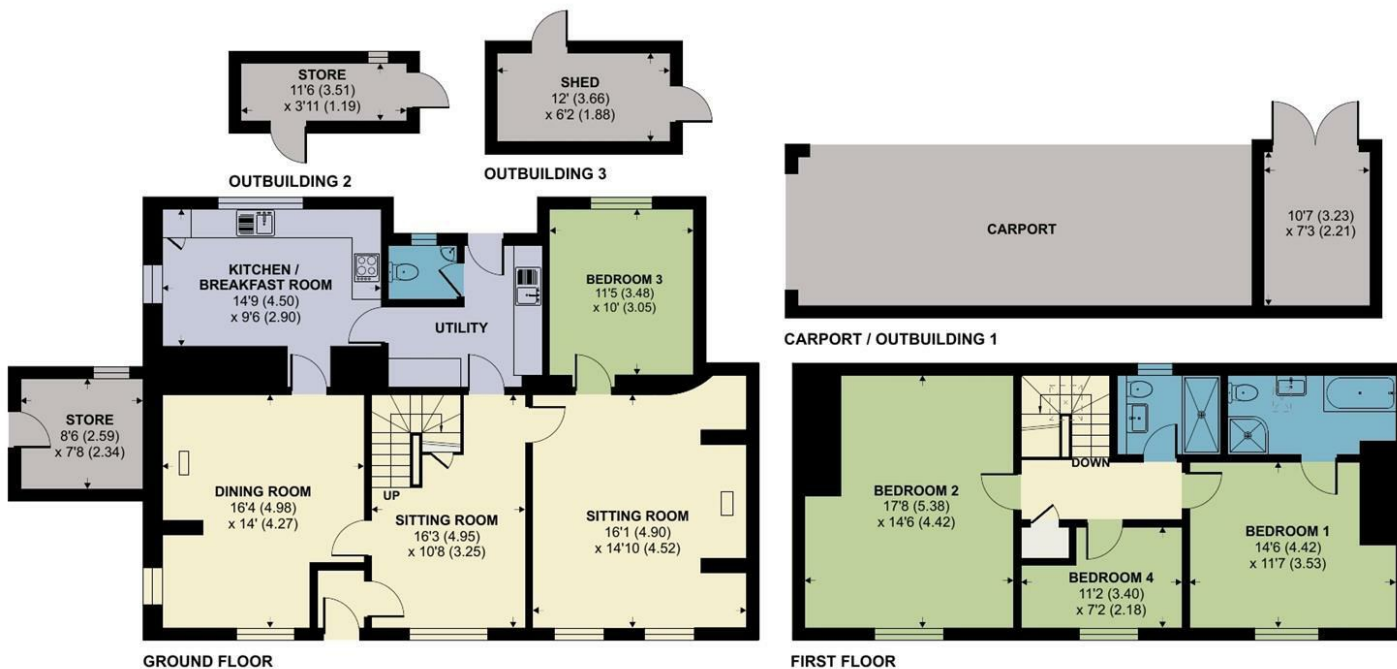 STORE
11'6 (3.51)
x 3'11 (1.19)
OUTBUILDING 2
SHED
12' (3.66)
x 6'2 (1.88)
OUTBUILDING 3
CARPORT
10'7 (3.23)
x 7'3 (2.21)
CARPORT / OUTBUILDING 1
KITCHEN /
BREAKFAST ROOM
14'9 (4.50)
x 9'6 (2.90)
UTILITY
BEDROOM 3
11'5 (3.48)
x 10' (3.05)
STORE
8'6 (2.59)
x 7'8 (2.34)
DINING ROOM
16'4 (4.98)
x 14' (4.27)
UP
SITTING ROOM
16'3 (4.95)
x 10'8 (3.25)
SITTING ROOM
16'1 (4.90)
x 14'10 (4.52)
GROUND FLOOR
BEDROOM 2
17'8 (5.38)
x 14'6 (4.42)
DOWN
BEDROOM 4
11'2 (3.40)
x 7'2 (2.18)
BEDROOM 1
14'6 (4.42)
x 11'7 (3.53)
FIRST FLOOR